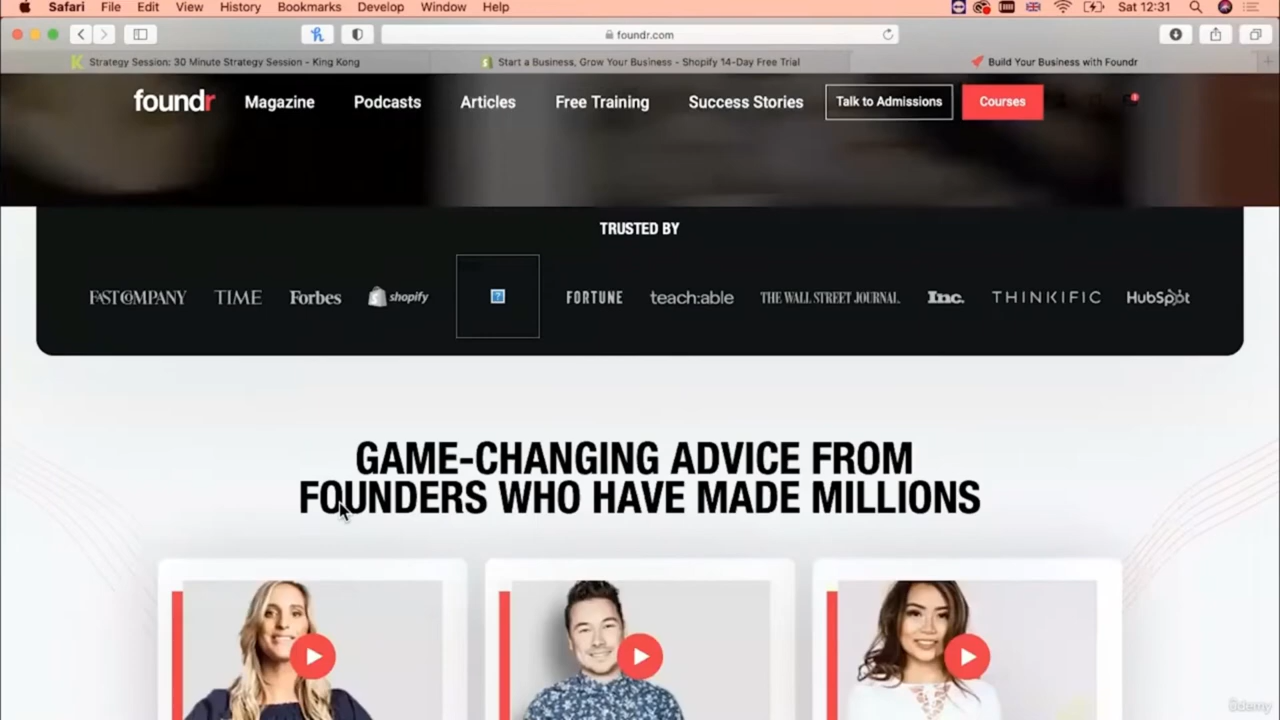 Safari File Edit View History Bookmarks Develop Window Help Sat 12:31
foundr.com
Strategy Session: 30 Minute Strategy Session - King Kong
Start a Business, Grow Your Business - Shopify 14-Day Free Trial
Build Your Business with Foundr
foundr Magazine Podcasts Articles Free Training Success Stories Talk to Admissions Courses
TRUSTED BY
FAST COMPANY TIME Forbes shopify ? FORTUNE teach:able THE WALL STREET JOURNAL. Inc. THINKIFIC HubSpot
GAME-CHANGING ADVICE FROM
FOUNDERS WHO HAVE MADE MILLIONS
ûdemy